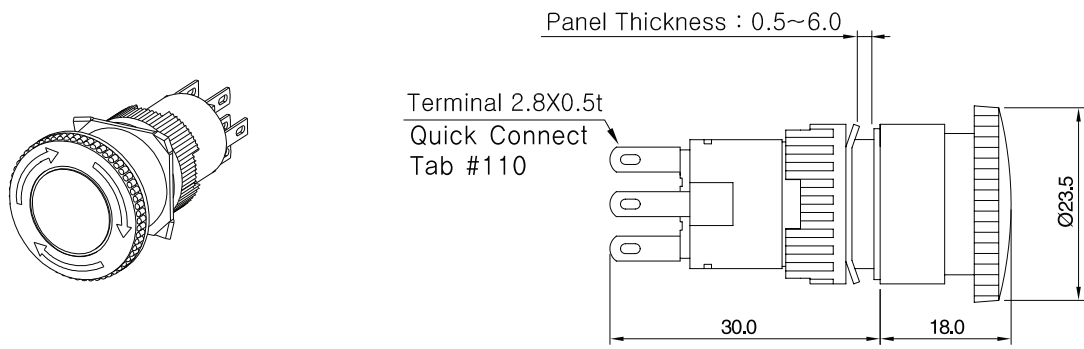 Panel Thickness : 0.5~6.0
Terminal 2.8X0.5t
Quick Connect
Tab #110
Ø23.5
30.0
18.0